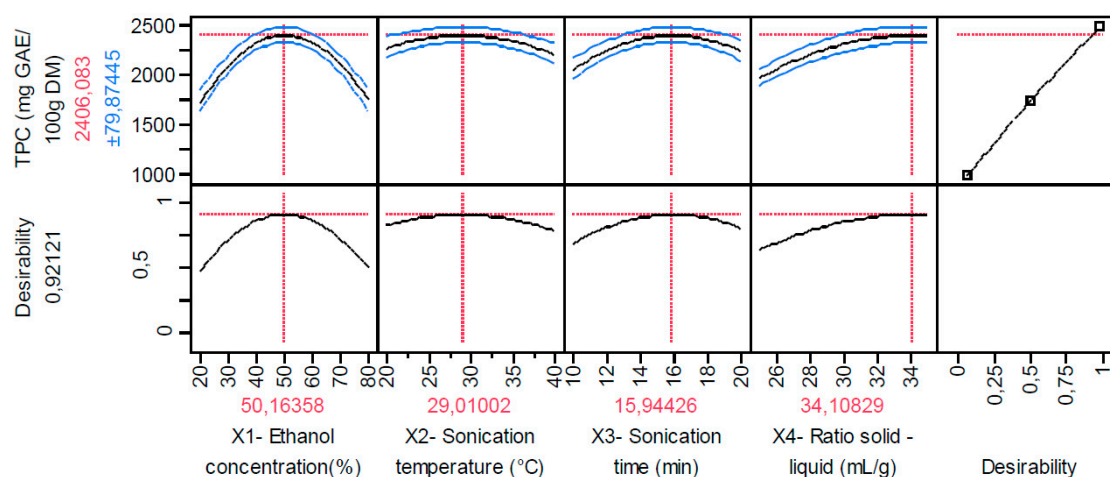 TPC (mg GAE/
100g DM)
2406,083
±79,87445
2500
2000
1500
1000
Desirability
0,92121
1
0,5
0
20 30 40 50 60 70 80
20 25 30 35 40
10 12 14 16 18 20
26 28 30 32 34
0 0,25 0,5 0,75 1
50,16358 29,01002 15,94426 34,10829
X1- Ethanol
concentration(%)
X2- Sonication
temperature (°C)
X3- Sonication
time (min)
X4- Ratio solid -
liquid (mL/g)
Desirability